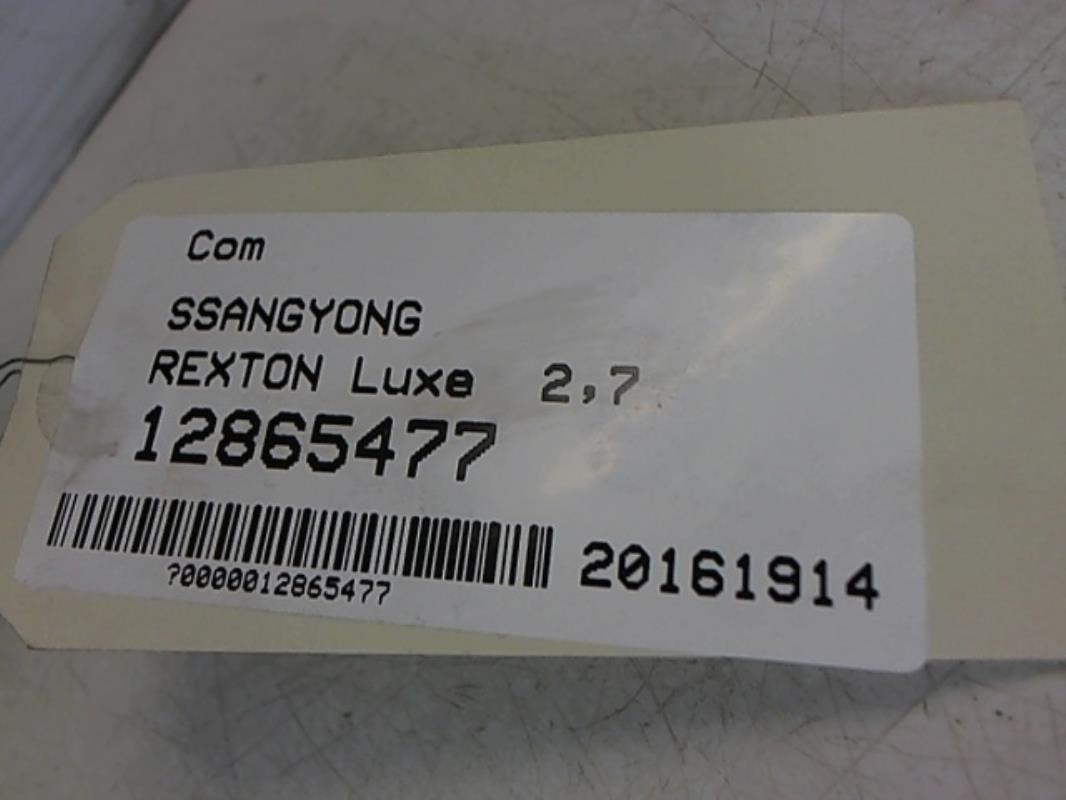 Com
SSANGYONG
REXTON Luxe 2,7
12865477
?0000012865477
20161914